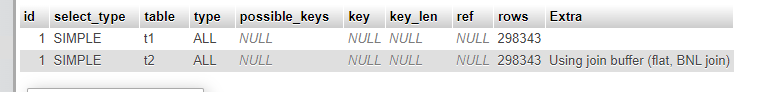 id select_type table type possible_keys key key_len ref rows Extra
1 SIMPLE t1 ALL NULL NULL NULL NULL 298343
1 SIMPLE t2 ALL NULL NULL NULL NULL 298343 Using join buffer (flat, BNL join)